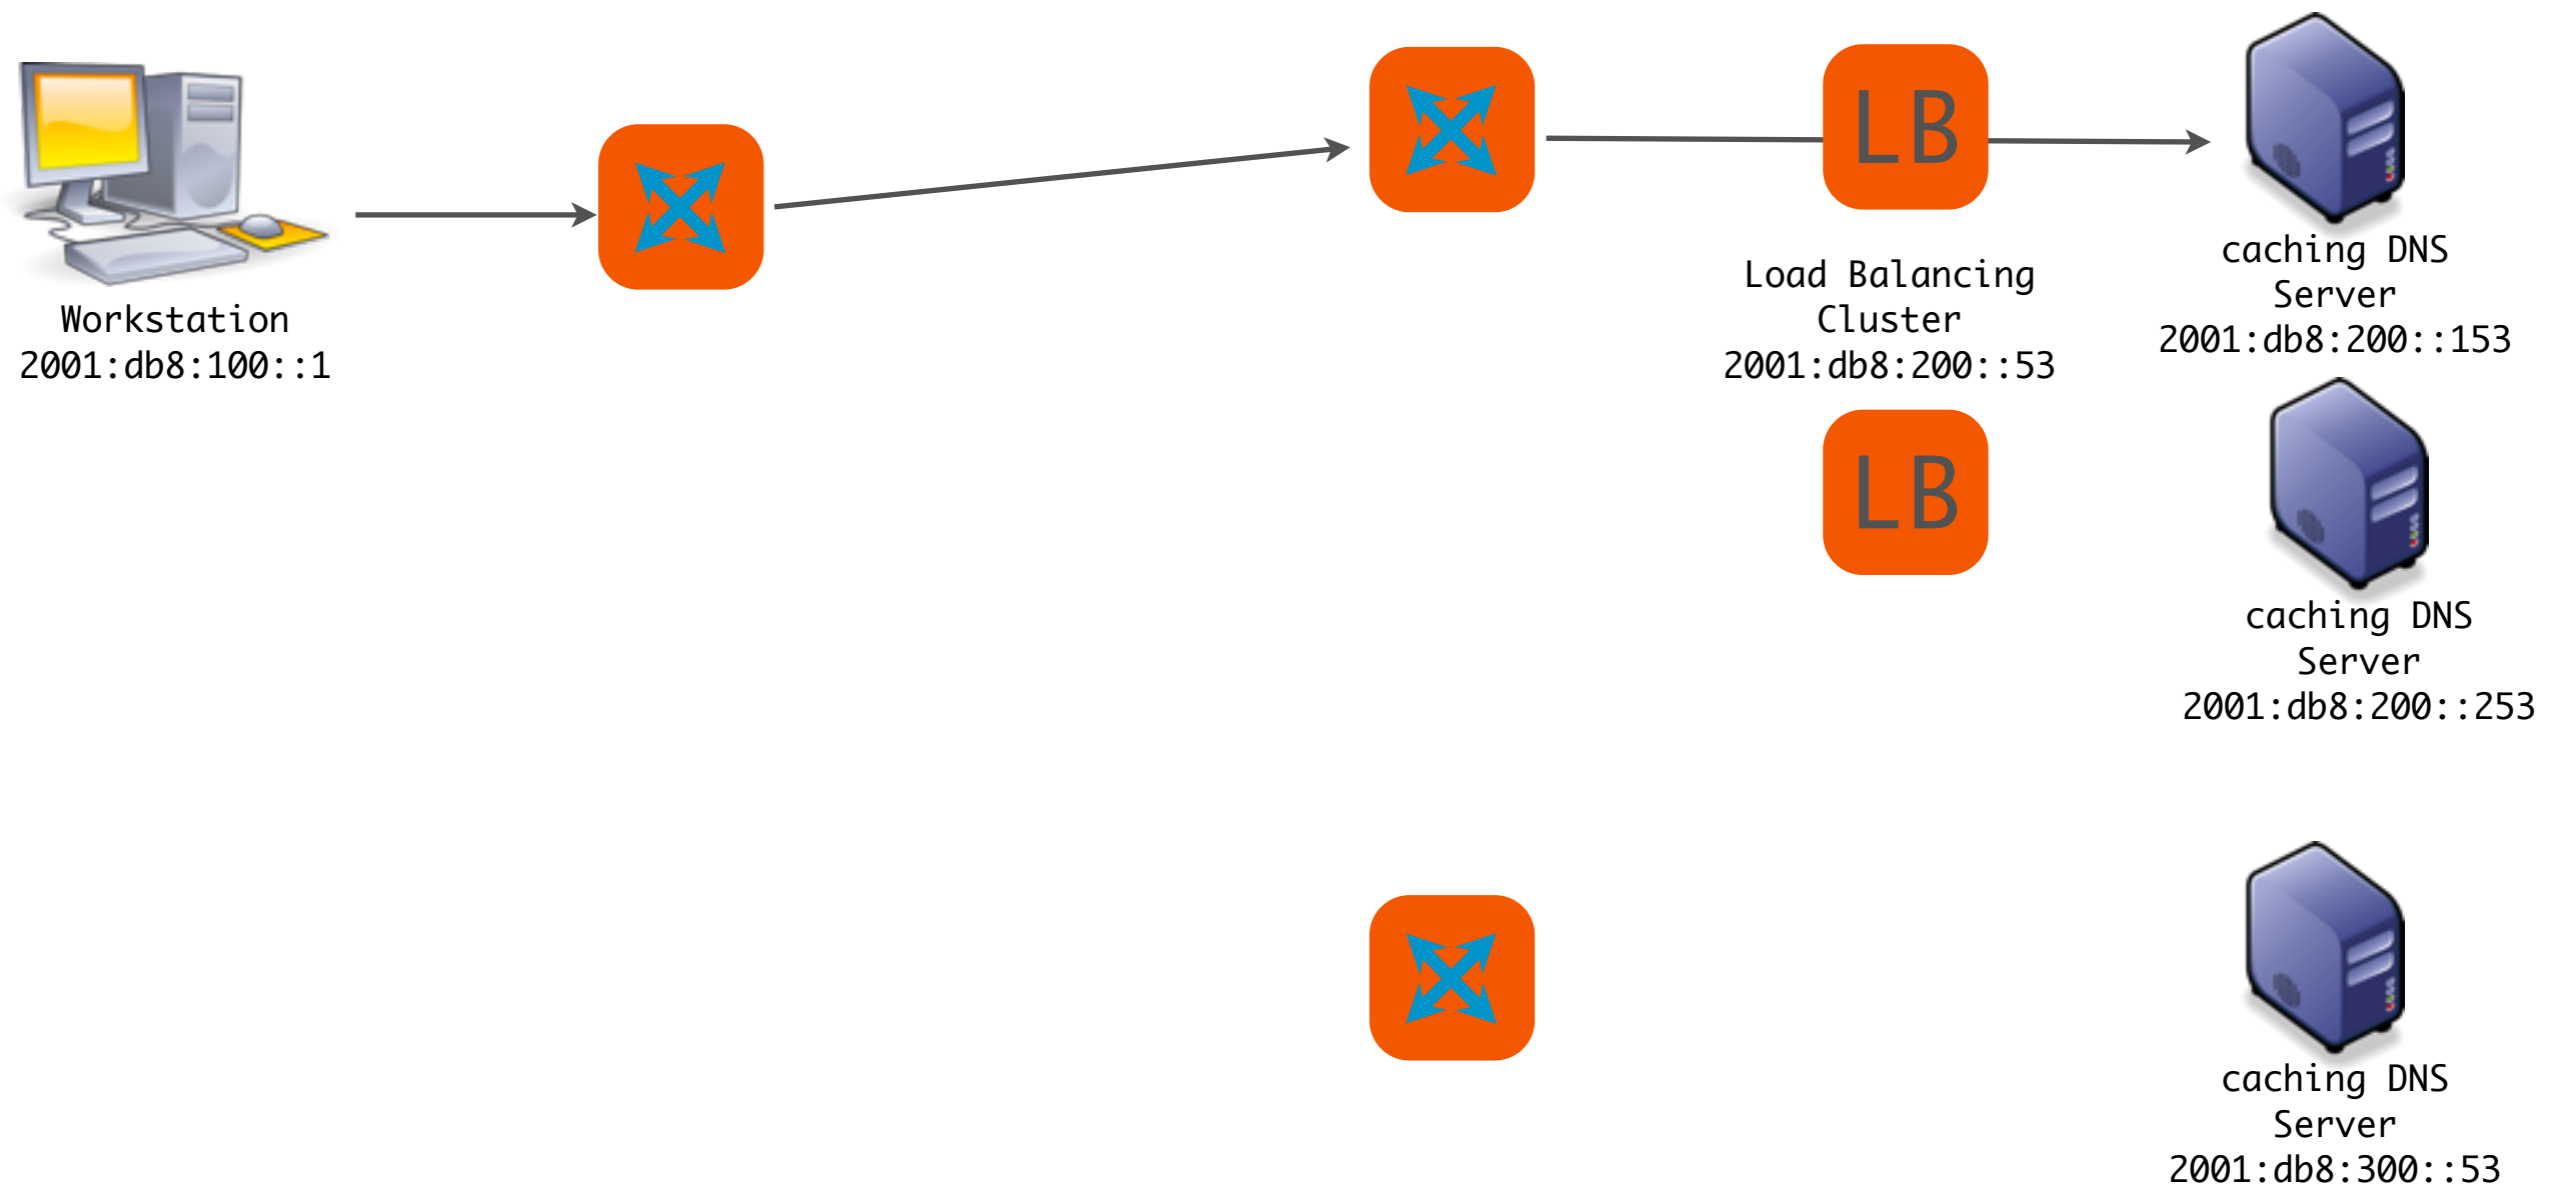 LB
Workstation
2001:db8:100::1
Load Balancing
Cluster
2001:db8:200::53
caching DNS
Server
2001:db8:200::153
LB
caching DNS
Server
2001:db8:200::253
caching DNS
Server
2001:db8:300::53